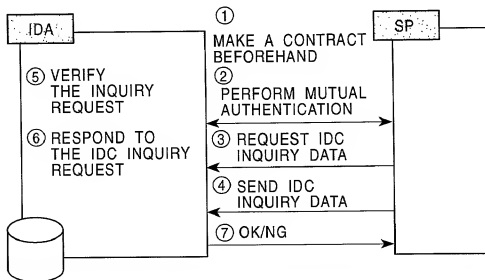 IDA
SP
① MAKE A CONTRACT
BEFOREHAND
② PERFORM MUTUAL
AUTHENTICATION
③ REQUEST IDC
INQUIRY DATA
④ SEND IDC
INQUIRY DATA
⑤ VERIFY
THE INQUIRY
REQUEST
⑥ RESPOND TO
THE IDC INQUIRY
REQUEST
⑦ OK/NG